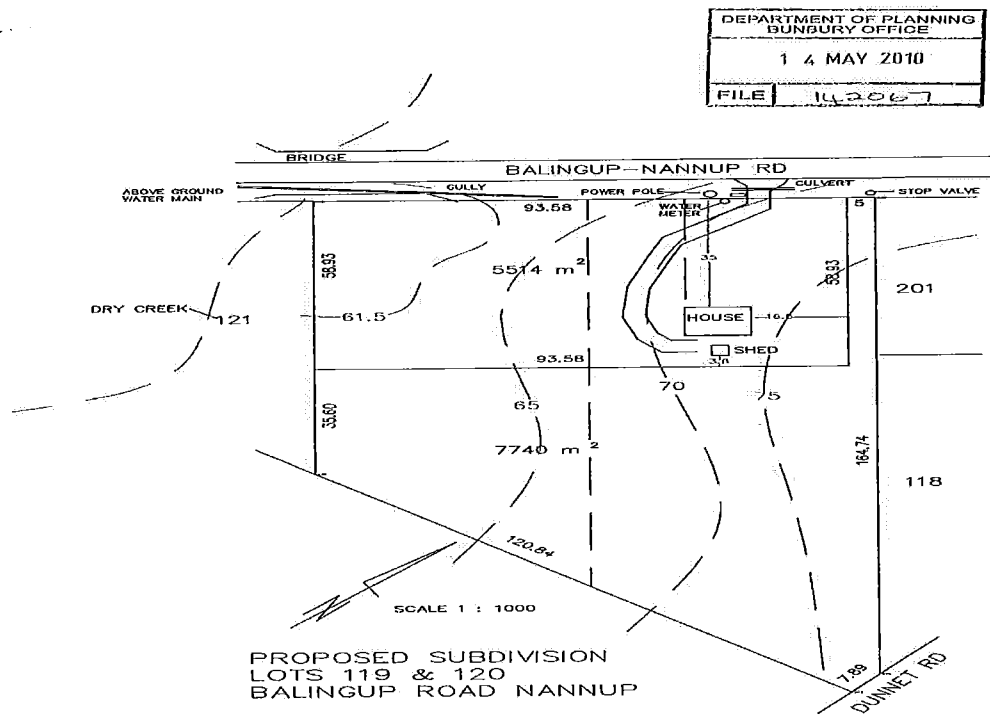 DEPARTMENT OF PLANNING
BUNBURY OFFICE
1 4 MAY 2010
FILE 142067
BRIDGE
BALINGUP-NANNUP RD
ABOVE GROUND
WATER MAIN
GULLY
POWER POLE
CULVERT
STOP VALVE
WATER
METER
93.58
5
58.93
5514 m²
35
58.93
201
DRY CREEK
121
61.5
HOUSE
SHED
93.58
65
70
75
35.60
7740 m²
164.74
118
120.84
SCALE 1 : 1000
7.89
DUNNET RD
PROPOSED SUBDIVISION
LOTS 119 & 120
BALINGUP ROAD NANNUP